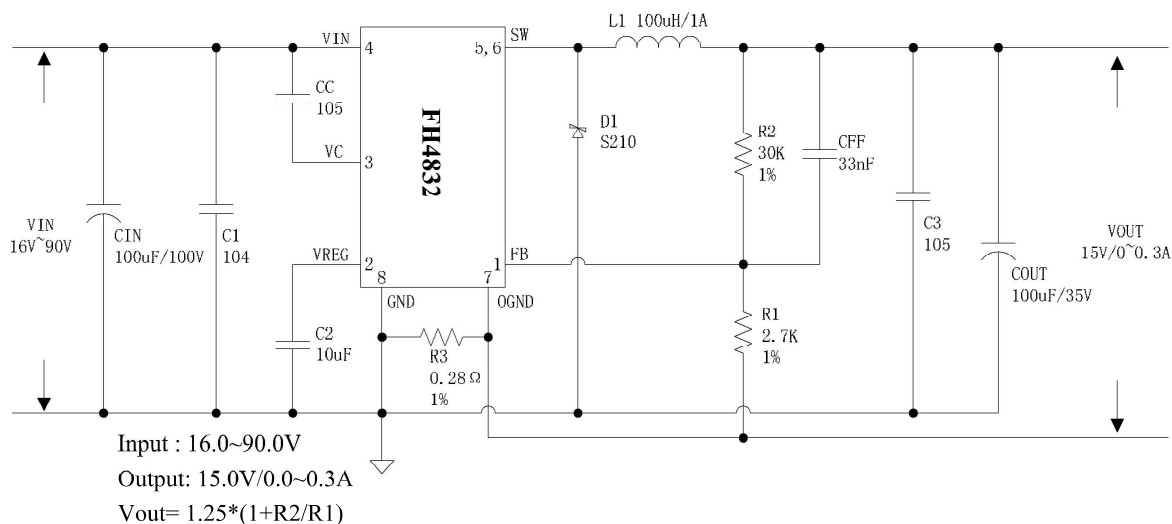 L1 100uH/1A
VIN
4
5,6
SW
CC
105
VC
3
FH4832
D1
S210
R2
30K
1%
CFF
33nF
VIN
16V~90V
CIN
100uF/100V
C1
104
VREG
2
8
GND
1
FB
7
OGND
C3
105
COUT
100uF/35V
VOUT
15V/0~0.3A
C2
10uF
R3
0.28Ω
1%
R1
2.7K
1%
Input : 16.0~90.0V
Output: 15.0V/0.0~0.3A
Vout= 1.25*(1+R2/R1)